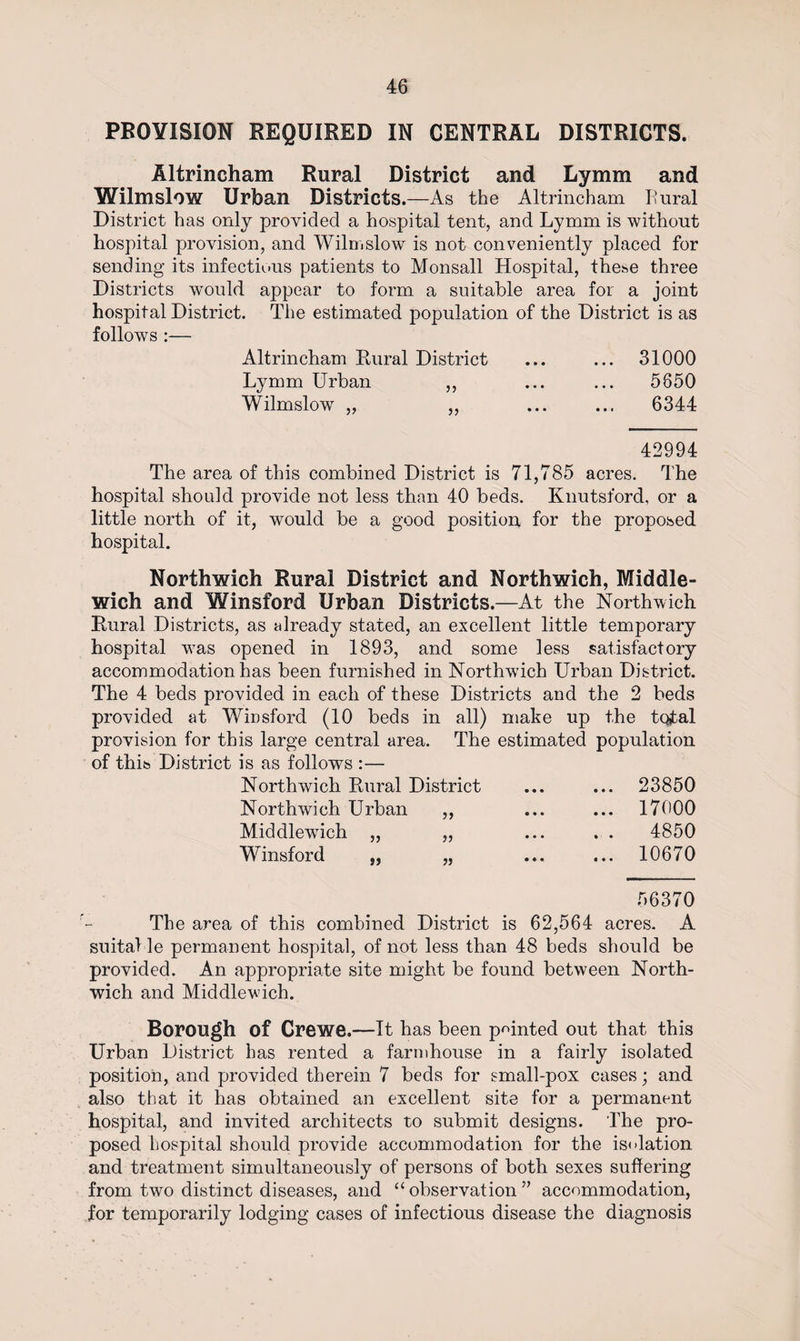 46
PROVISION REQUIRED IN CENTRAL DISTRICTS.
Altrincham Rural District and Lymm and
Wilmslow Urban Districts.—As the Altrincham Rural
District has only provided a hospital tent, and Lymm is without
hospital provision, and Wilmslow is not conveniently placed for
sending its infectious patients to Monsall Hospital, these three
Districts would appear to form a suitable area for a joint
hospital District. The estimated population of the District is as
follows :—
Altrincham Rural District ... ... 31000
Lymm Urban „ ... ... 5650
Wilmslow „ „ ... ... 6344
42994
The area of this combined District is 71,785 acres. The
hospital should provide not less than 40 beds. Knutsford, or a
little north of it, would be a good position for the proposed
hospital.
Northwich Rural District and Northwich, Middle-
wich and Winsford Urban Districts.—At the Northwich
Rural Districts, as already stated, an excellent little temporary
hospital was opened in 1893, and some less satisfactory
accommodation has been furnished in Northwich Urban District.
The 4 beds provided in each of these Districts and the 2 beds
provided at Winsford (10 beds in all) make up the total
provision for this large central area. The estimated population
of this District is as follows :—
Northwich Rural District ... ... 23850
Northwich Urban „ ... ... 17000
Middlewich „ „ ... . . 4850
Winsford „ „ ... ... 10670
56370
The area of this combined District is 62,564 acres. A
suitable permanent hospital, of not less than 48 beds should be
provided. An appropriate site might be found between North-
wich and Middlewich.
Borough of Crewe.—It has been pointed out that this
Urban District has rented a farmhouse in a fairly isolated
position, and provided therein 7 beds for small-pox cases ; and
also that it has obtained an excellent site for a permanent
hospital, and invited architects to submit designs. The pro-
posed hospital should provide accommodation for the isolation
and treatment simultaneously of persons of both sexes suffering
from two distinct diseases, and “observation” accommodation,
for temporarily lodging cases of infectious disease the diagnosis